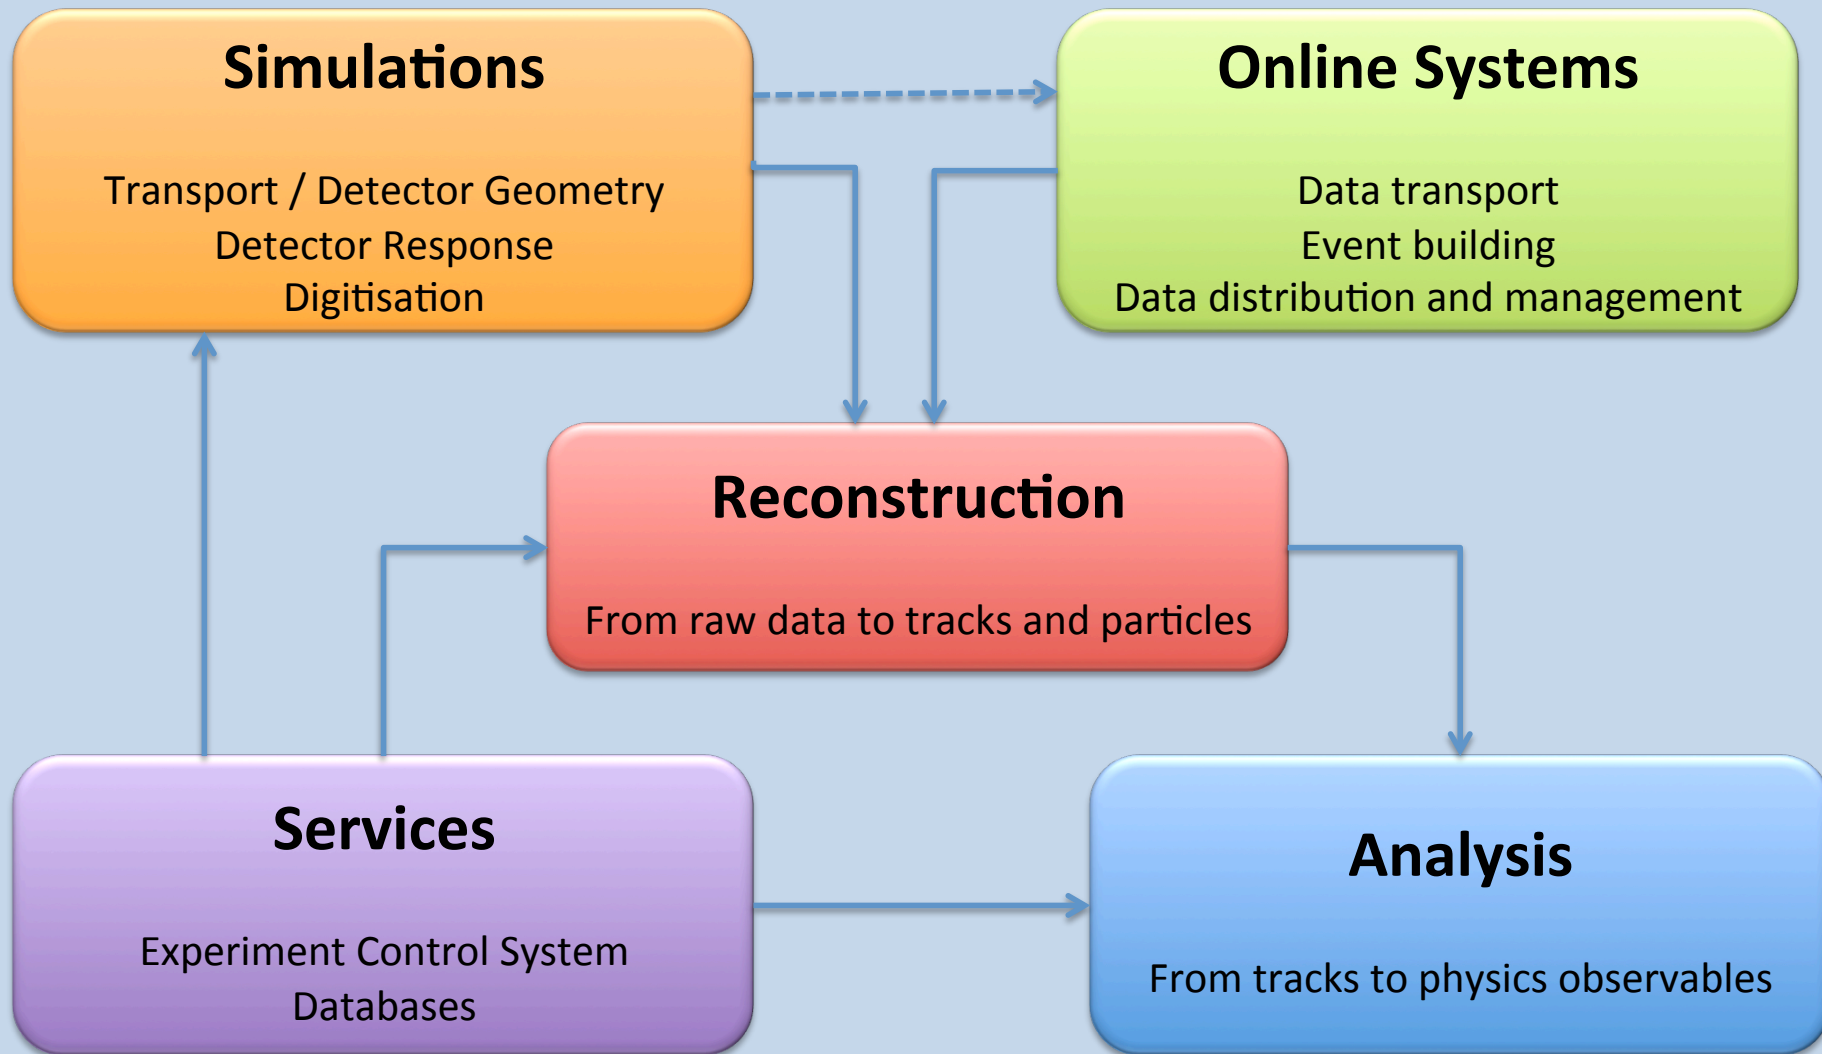 Simulations
Transport / Detector Geometry
Detector Response
Digitisation
Online Systems
Data transport
Event building
Data distribution and management
Reconstruction
From raw data to tracks and particles
Services
Experiment Control System
Databases
Analysis
From tracks to physics observables